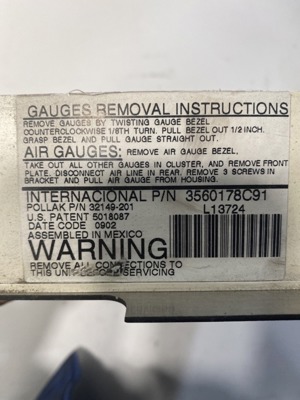 GAUGES REMOVAL INSTRUCTIONS
REMOVE GAUGES BY TWISTING GAUGE BEZEL
COUNTERCLOCKWISE 1/8TH TURN. PULL BEZEL OUT 1/2 INCH.
GRASP BEZEL AND PULL GAUGE STRAIGHT OUT.
AIR GAUGES: REMOVE AIR GAUGE BEZEL,
TAKE OUT ALL OTHER GAUGES IN CLUSTER, AND REMOVE FRONT
PLATE. DISCONNECT AIR LINE IN REAR. REMOVE 3 SCREWS IN
BRACKET AND PULL AIR GAUGE FROM HOUSING.
INTERNACIONAL P/N 3560178C91
POLLAK P/N 32149-201 L13724
U.S. PATENT 5018087
DATE CODE 0902
ASSEMBLED IN MEXICO
WARNING
REMOVE ALL CONNECTIONS TO
THIS UNIT SERVICING